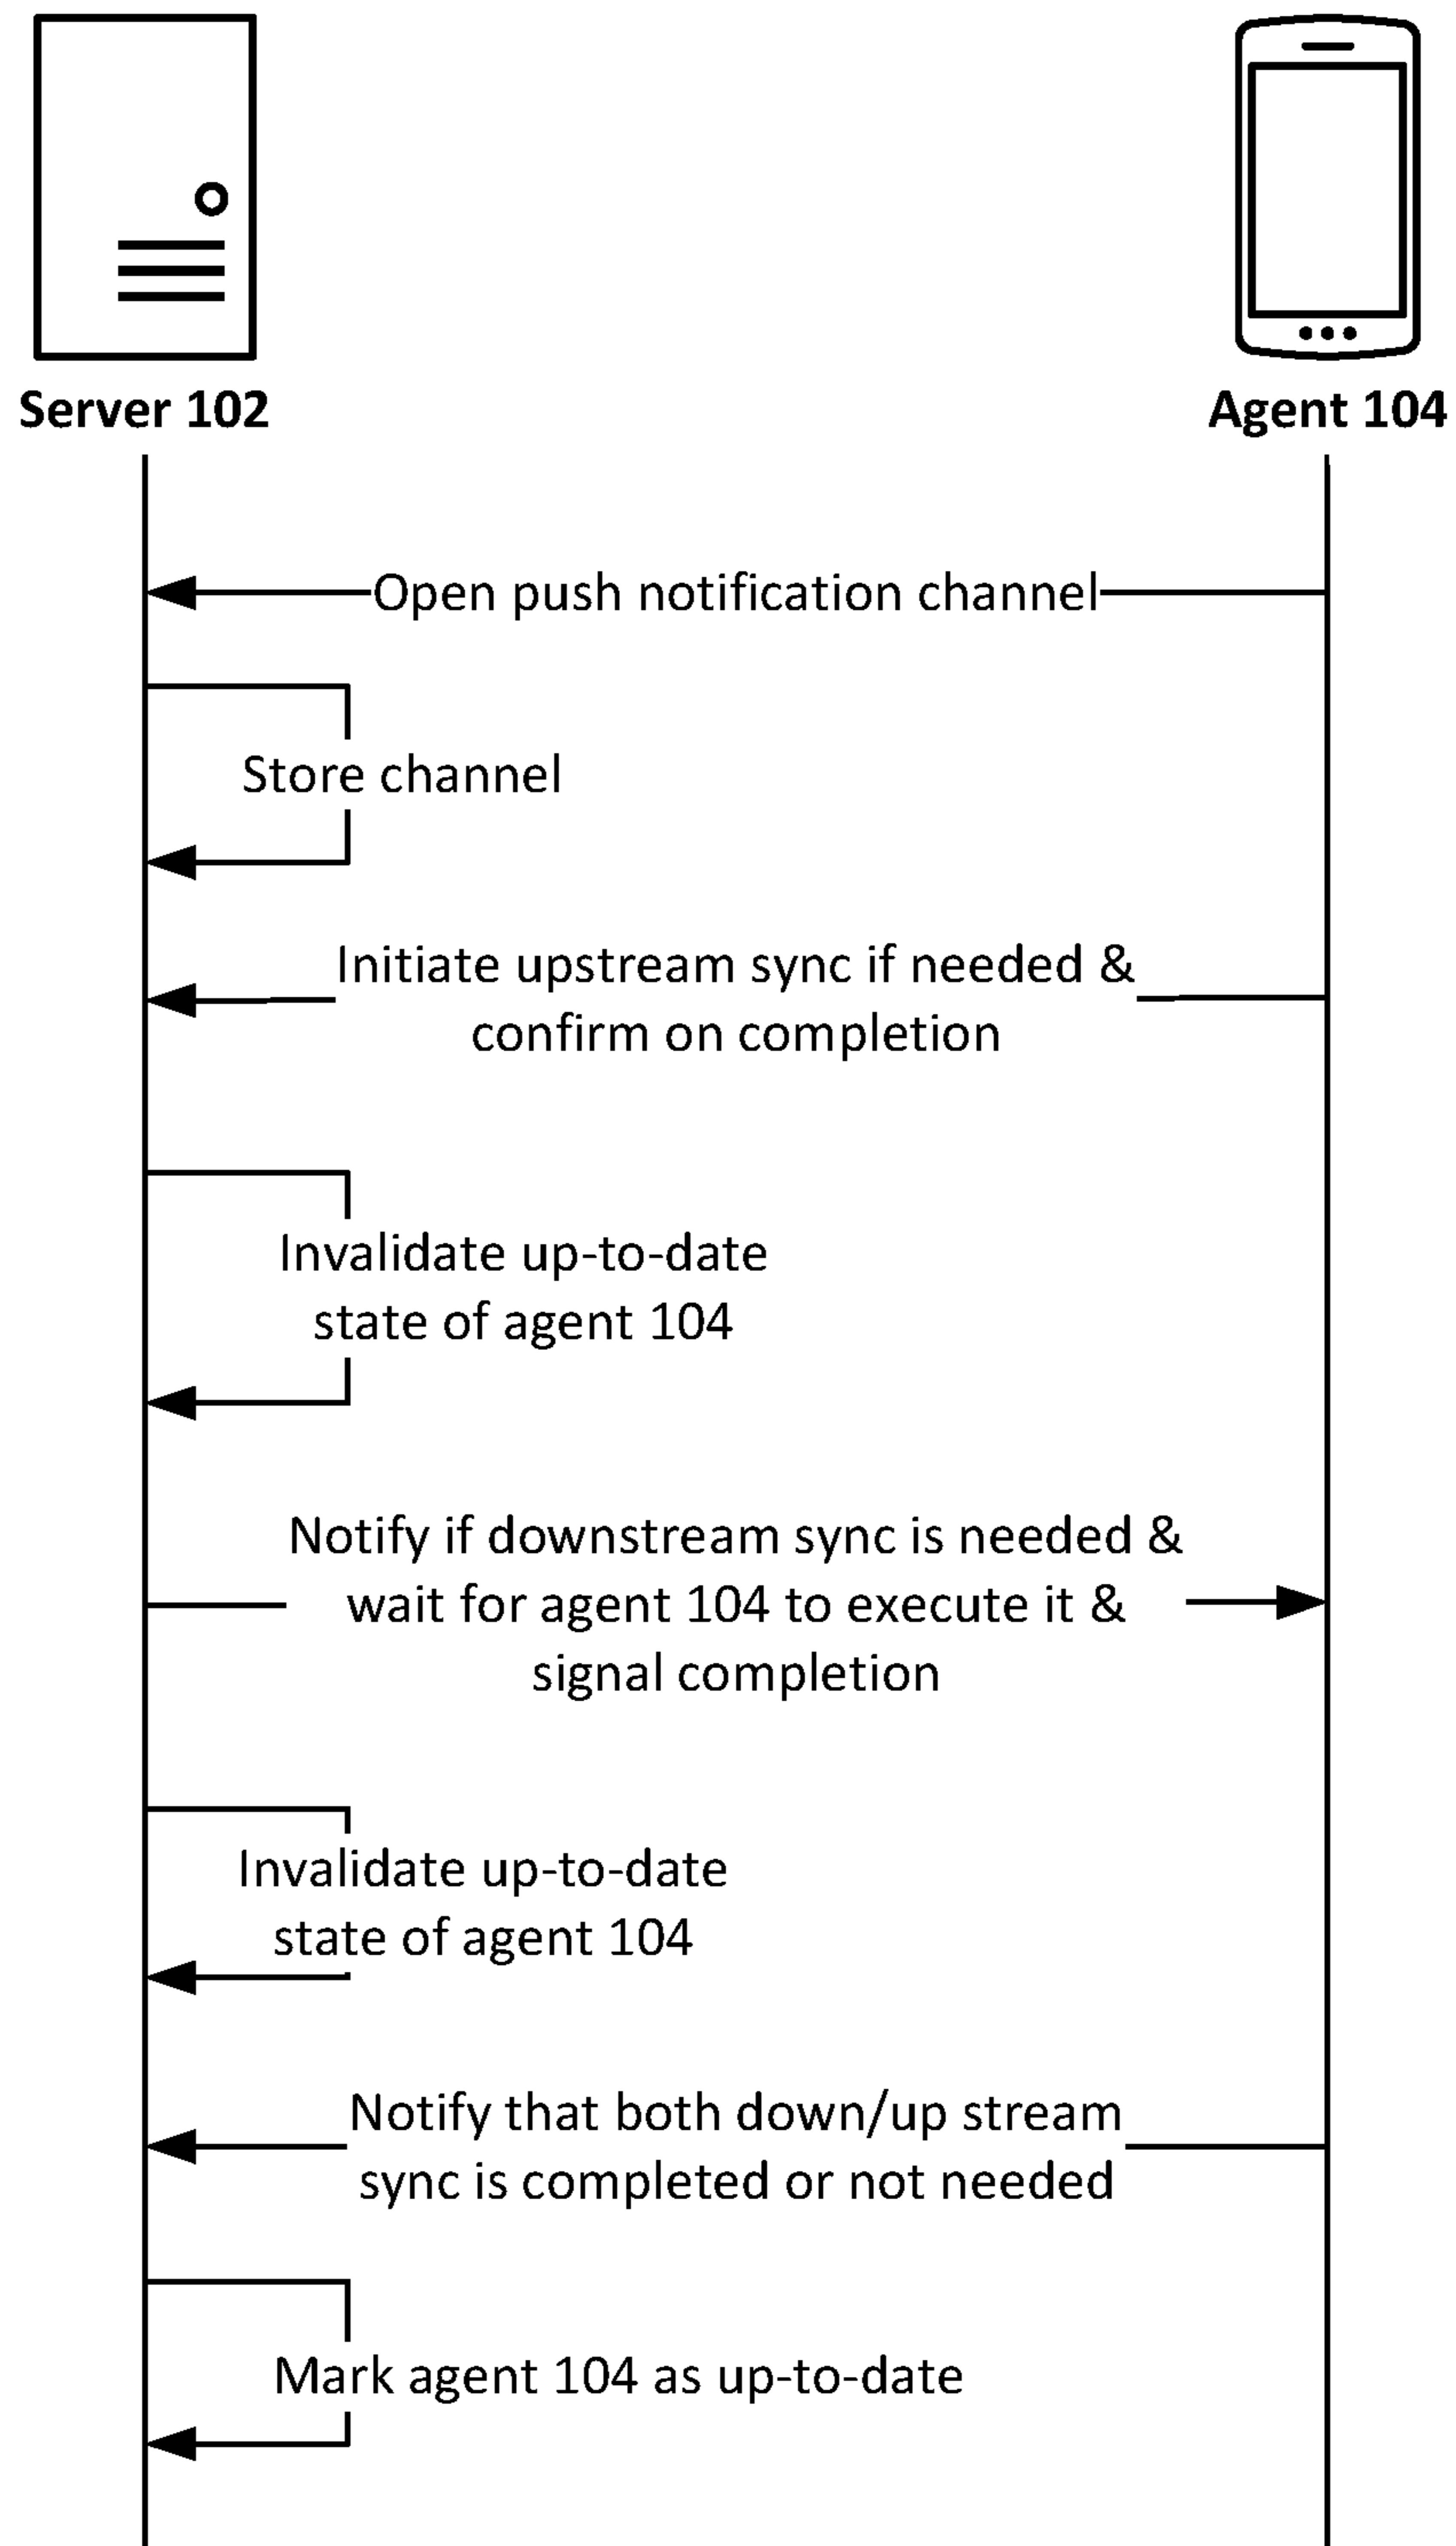 Server 102
Agent 104
Open push notification channel
Store channel
Initiate upstream sync if needed &
confirm on completion
Invalidate up-to-date
state of agent 104
Notify if downstream sync is needed &
wait for agent 104 to execute it &
signal completion
Invalidate up-to-date
state of agent 104
Notify that both down/up stream
sync is completed or not needed
Mark agent 104 as up-to-date